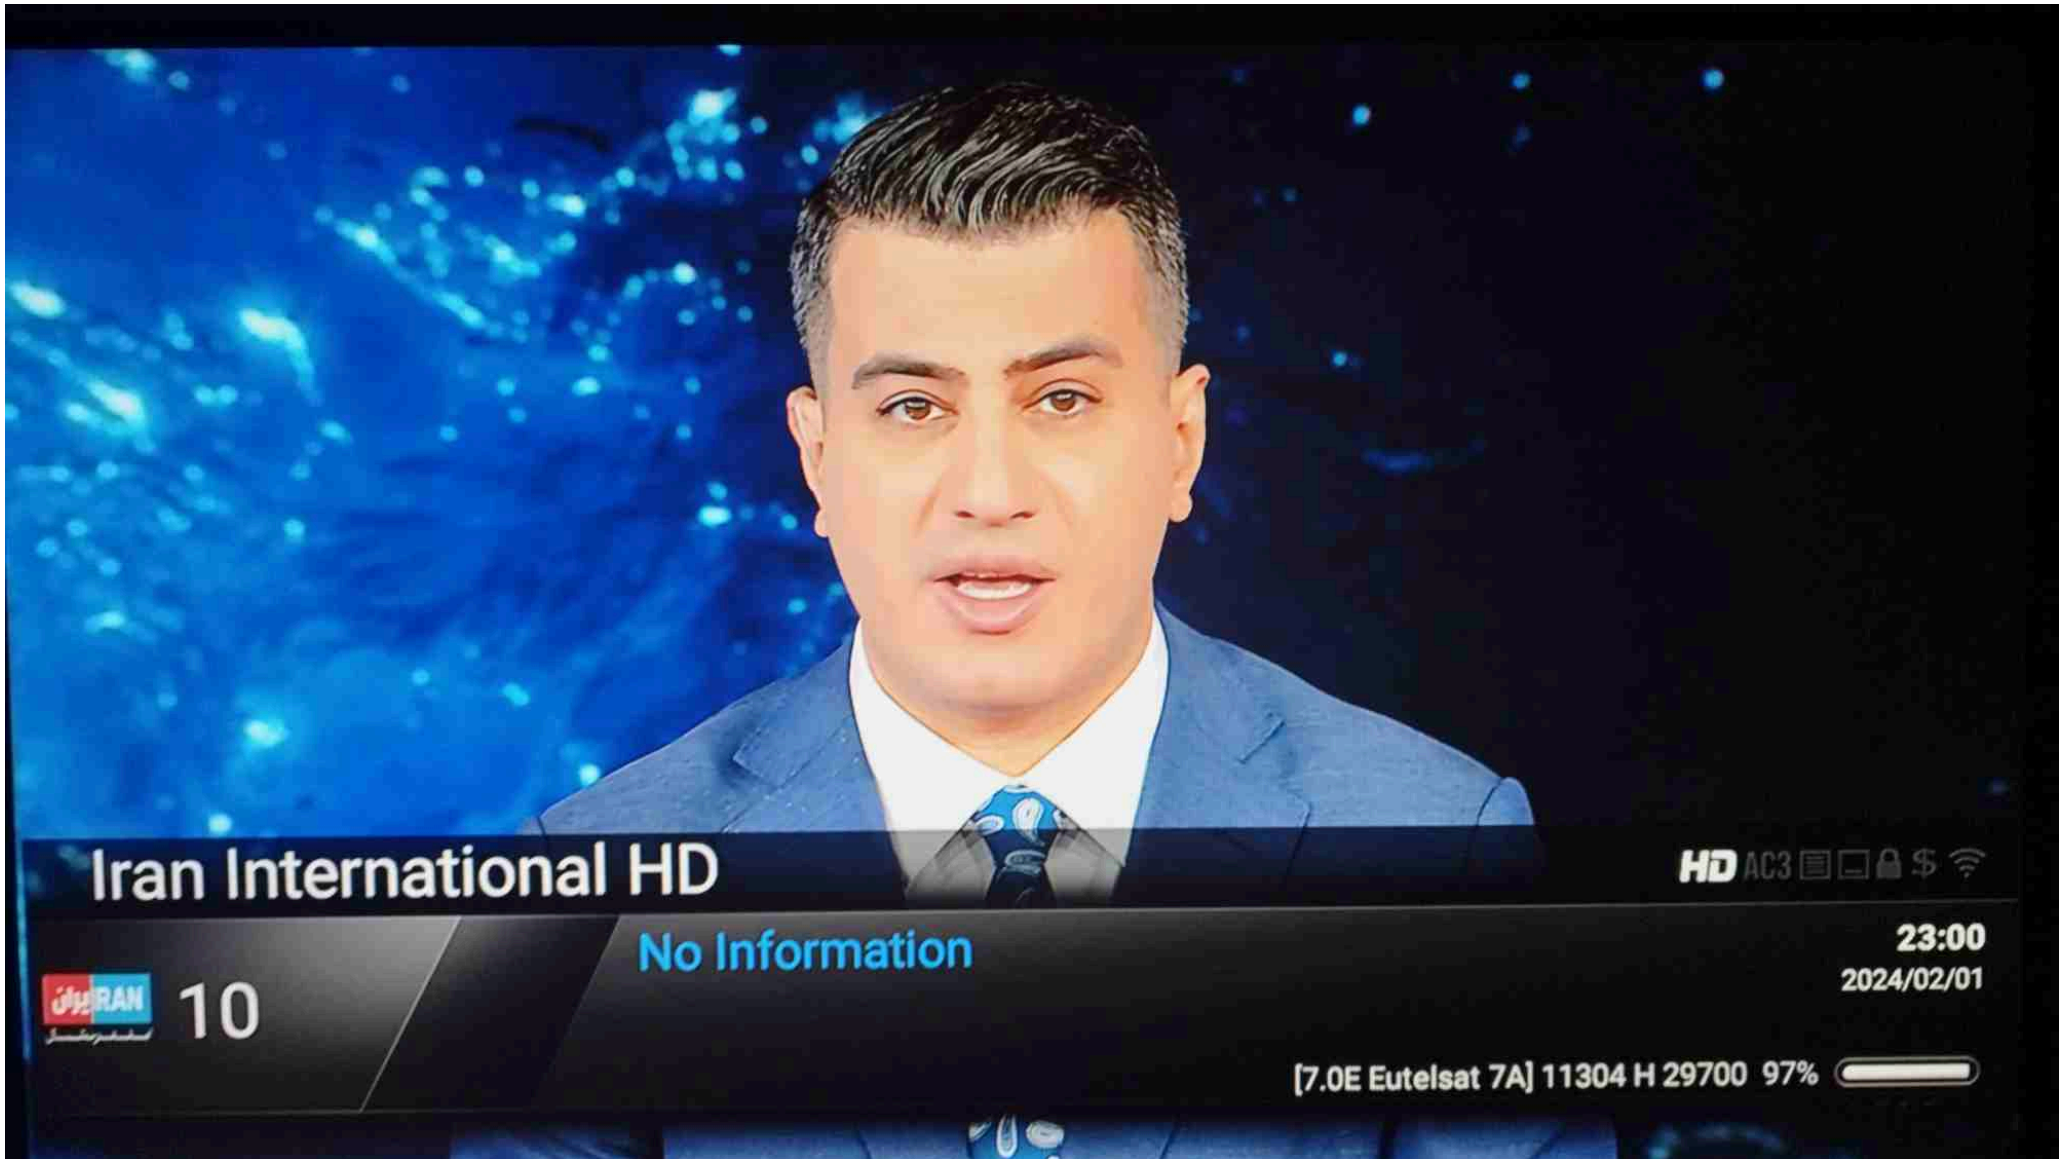 Iran International HD
HD AC3 $
No Information
23:00
2024/02/01
ایران IRAN
10
[7.0E Eutelsat 7A] 11304 H 29700 97%